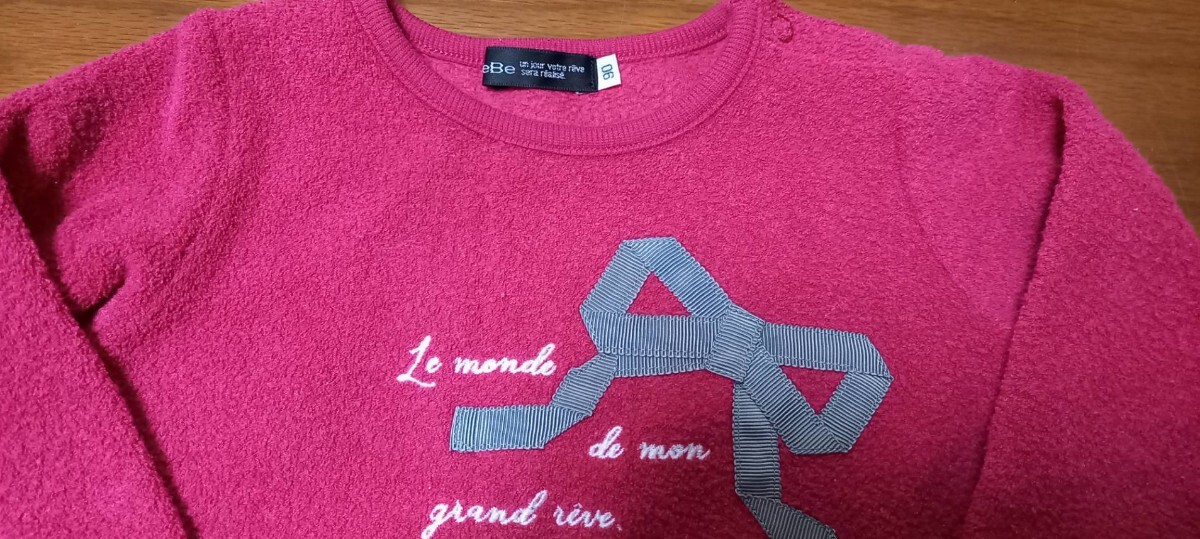 eBe un jour votre rêve
sera réalisé.
90
Le monde
de mon
grand rêve.